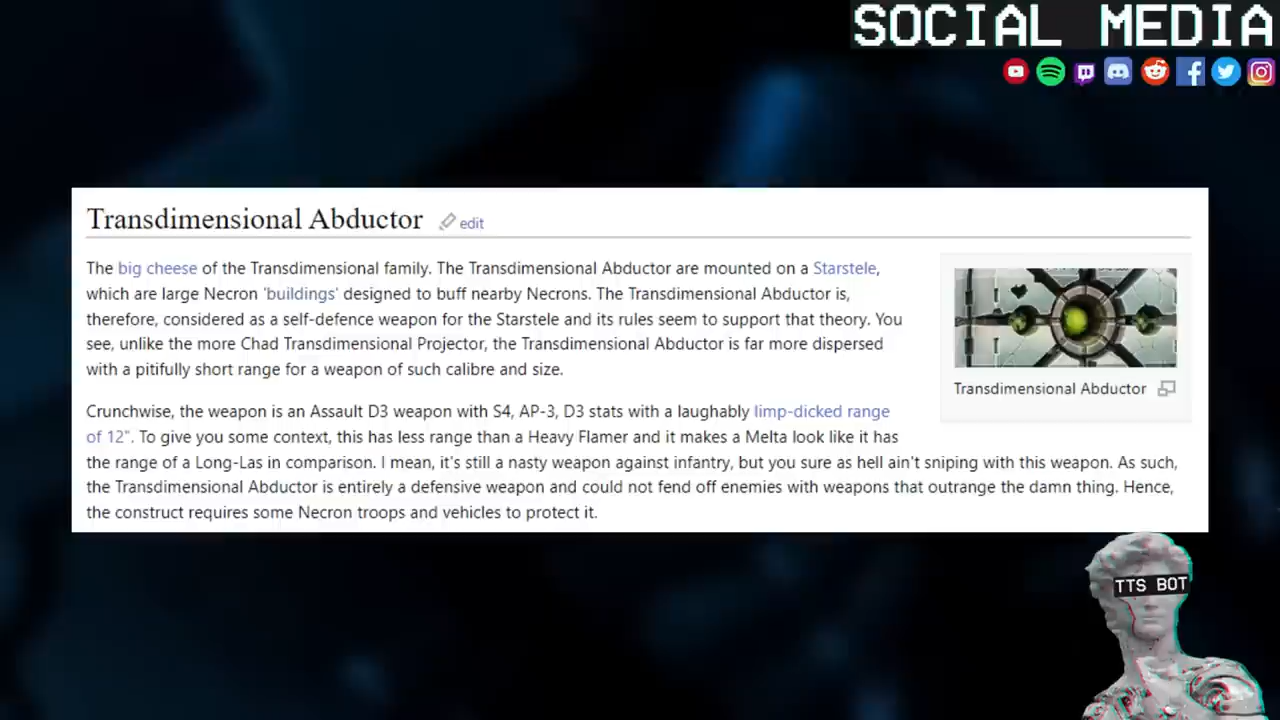 SOCIAL MEDIA
Transdimensional Abductor edit
The big cheese of the Transdimensional family. The Transdimensional Abductor are mounted on a Starstele,
which are large Necron 'buildings' designed to buff nearby Necrons. The Transdimensional Abductor is,
therefore, considered as a self-defence weapon for the Starstele and its rules seem to support that theory. You
see, unlike the more Chad Transdimensional Projector, the Transdimensional Abductor is far more dispersed
with a pitifully short range for a weapon of such calibre and size.
Transdimensional Abductor
Crunchwise, the weapon is an Assault D3 weapon with S4, AP-3, D3 stats with a laughably limp-dicked range
of 12". To give you some context, this has less range than a Heavy Flamer and it makes a Melta look like it has
the range of a Long-Las in comparison. I mean, it's still a nasty weapon against infantry, but you sure as hell ain't sniping with this weapon. As such,
the Transdimensional Abductor is entirely a defensive weapon and could not fend off enemies with weapons that outrange the damn thing. Hence,
the construct requires some Necron troops and vehicles to protect it.
TTS BOT